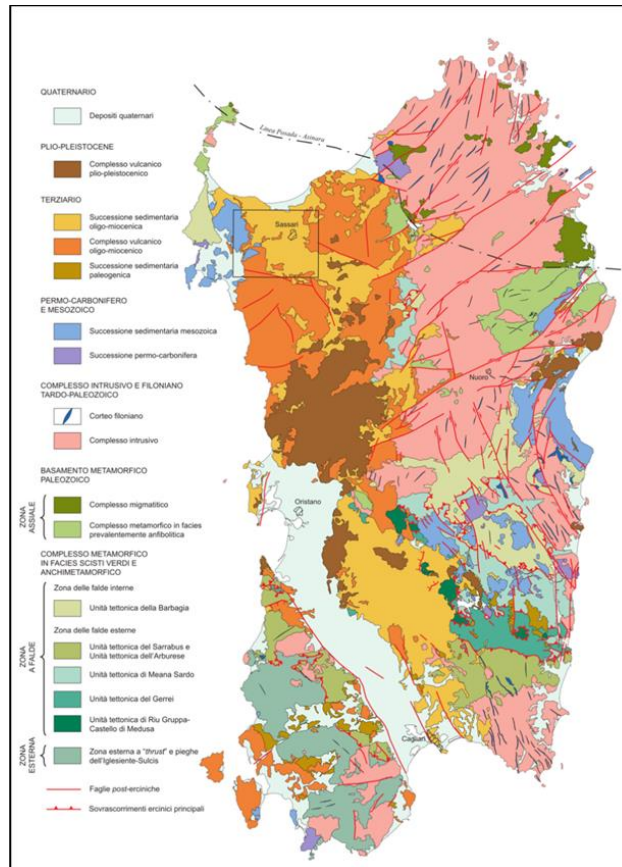 QUATERNARIO
Depositi quaternari
PLIO-PLEISTOCENE
Complesso vulcanico
plio-pleistocenico
TERZIARIO
Successione sedimentaria
oligo-miocenica
Complesso vulcanico
oligo-miocenico
Successione sedimentaria
paleogenica
PERMO-CARBONIFERO
E MESOZOICO
Successione sedimentaria mesozoica
Successione permo-carbonifera
COMPLESSO INTRUSIVO E FILONIANO
TARDO-PALEOZOICO
Corteo filoniano
Complesso intrusivo
BASAMENTO METAMORFICO
PALEOZOICO
ZONA
ASSIALE
Complesso migmatitico
Complesso metamorfico in facies
prevalentemente anfibolitica
COMPLESSO METAMORFICO
IN FACIES SCISTI VERDI E
ANCHIMETAMORFICO
ZONA
A FALDE
Zona delle falde interne
Unità tettonica della Barbagia
Zona delle falde esterne
Unità tettonica del Sarrabus e
Unità tettonica dell'Arburese
Unità tettonica di Meana Sardo
Unità tettonica del Gerrei
Unità tettonica di Riu Gruppa-
Castello di Medusa
ZONA
ESTERNA
Zona esterna a "thrust" e pieghe
dell'Iglesiente-Sulcis
Faglie post-erciniche
Sovrascorrimenti ercinici principali
Linea Posada - Asinara
Sassari
Nuoro
Oristano
Cagliari